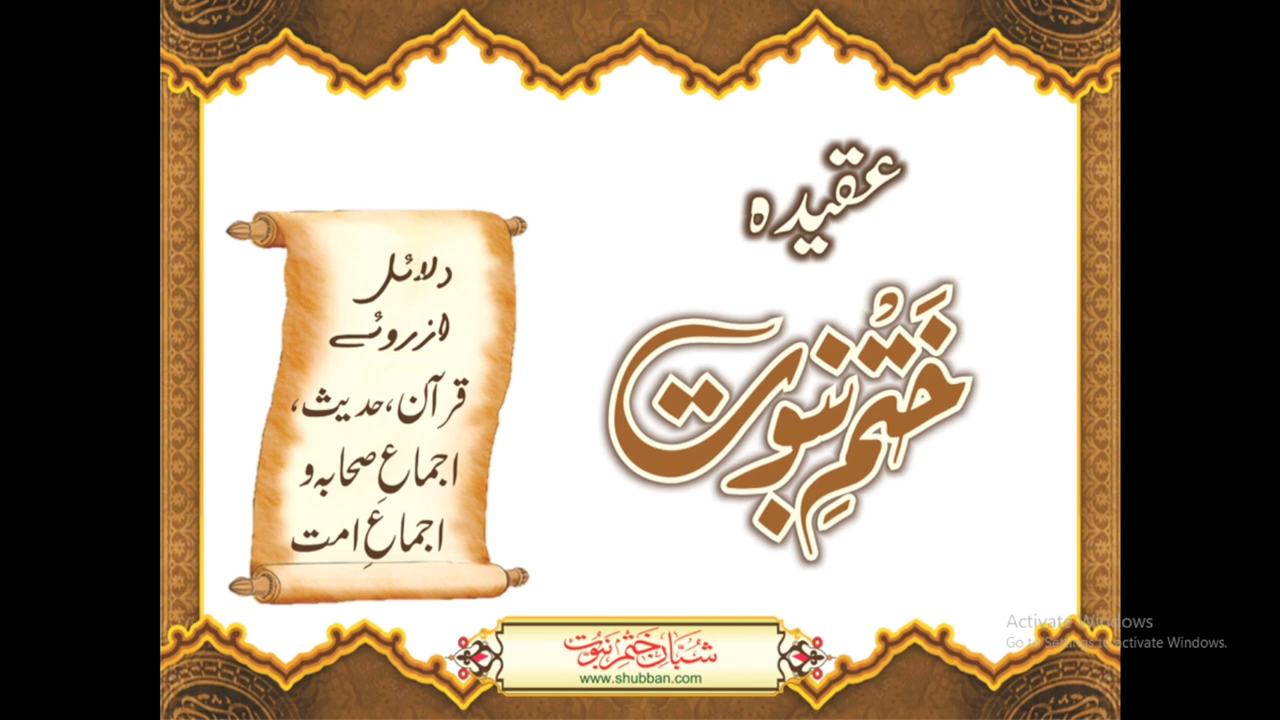 عقیدہ
ختمِ نبوت
دلائل
ازروئے
قرآن،حدیث،
اجماعِ صحابہ و
اجماعِ امت
شبان ختم نبوت
www.shubban.com
Activate Windows
Go to Settings to activate Windows.